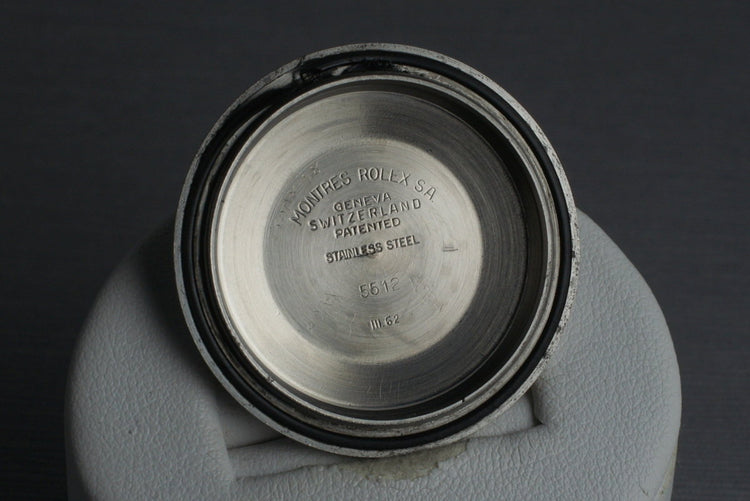 MONTRES ROLEX S.A.
GENEVA
SWITZERLAND
PATENTED
STAINLESS STEEL
5512
III.62